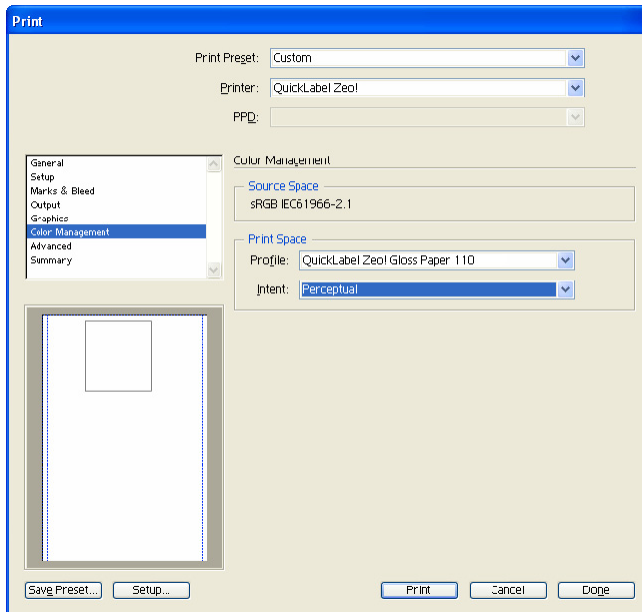 Print
Print Preset: Custom
Printer: QuickLabel Zeo!
PPD:
General
Setup
Marks & Bleed
Output
Graphics
Color Management
Advanced
Summary
Color Management
Source Space
sRGB IEC61966-2.1
Print Space
Profile: QuickLabel Zeo! Gloss Paper 110
Intent: Perceptual
Save Preset... Setup... Print Cancel Done